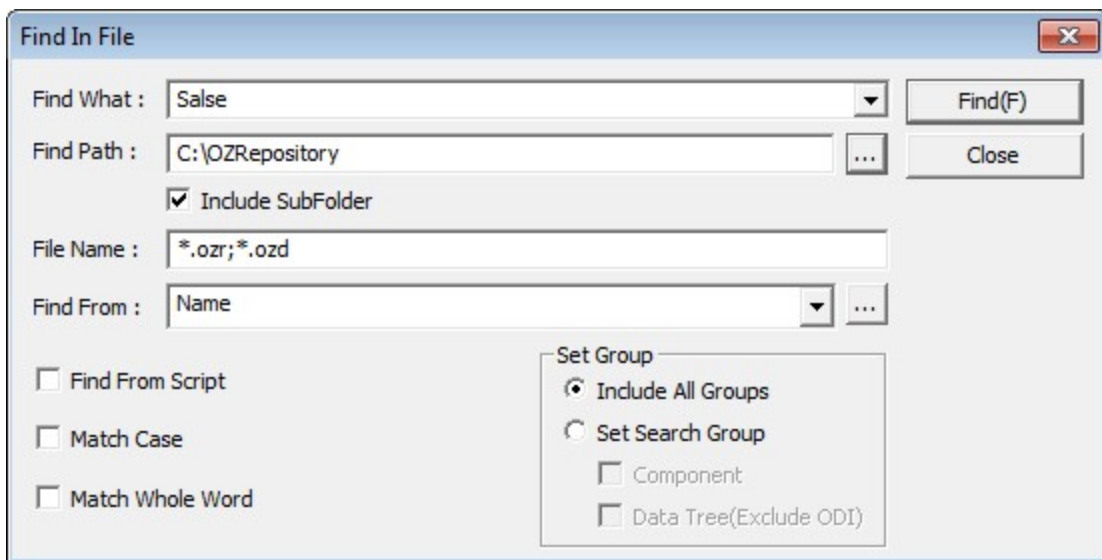 Find In File
Find What : Salse Find(F)
Find Path : C:\OZRepository ... Close
Include SubFolder
File Name : *.ozr;*.ozd
Find From : Name ...
Set Group
Find From Script
Include All Groups
Match Case
Set Search Group
Component
Match Whole Word
Data Tree(Exclude ODI)